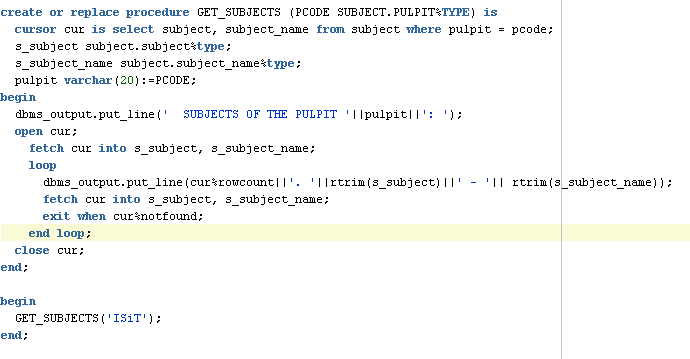 create or replace procedure GET_SUBJECTS (PCODE SUBJECT.PULPIT%TYPE) is
cursor cur is select subject, subject_name from subject where pulpit = pcode;
s_subject subject.subject%type;
s_subject_name subject.subject_name%type;
pulpit varchar(20):=PCODE;
begin
dbms_output.put_line('  SUBJECTS OF THE PULPIT '||pulpit||': ');
open cur;
fetch cur into s_subject, s_subject_name;
loop
dbms_output.put_line(cur%rowcount||'. '||rtrim(s_subject)||' - '|| rtrim(s_subject_name));
fetch cur into s_subject, s_subject_name;
exit when cur%notfound;
end loop;
close cur;
end;
begin
GET_SUBJECTS('ISiT');
end;